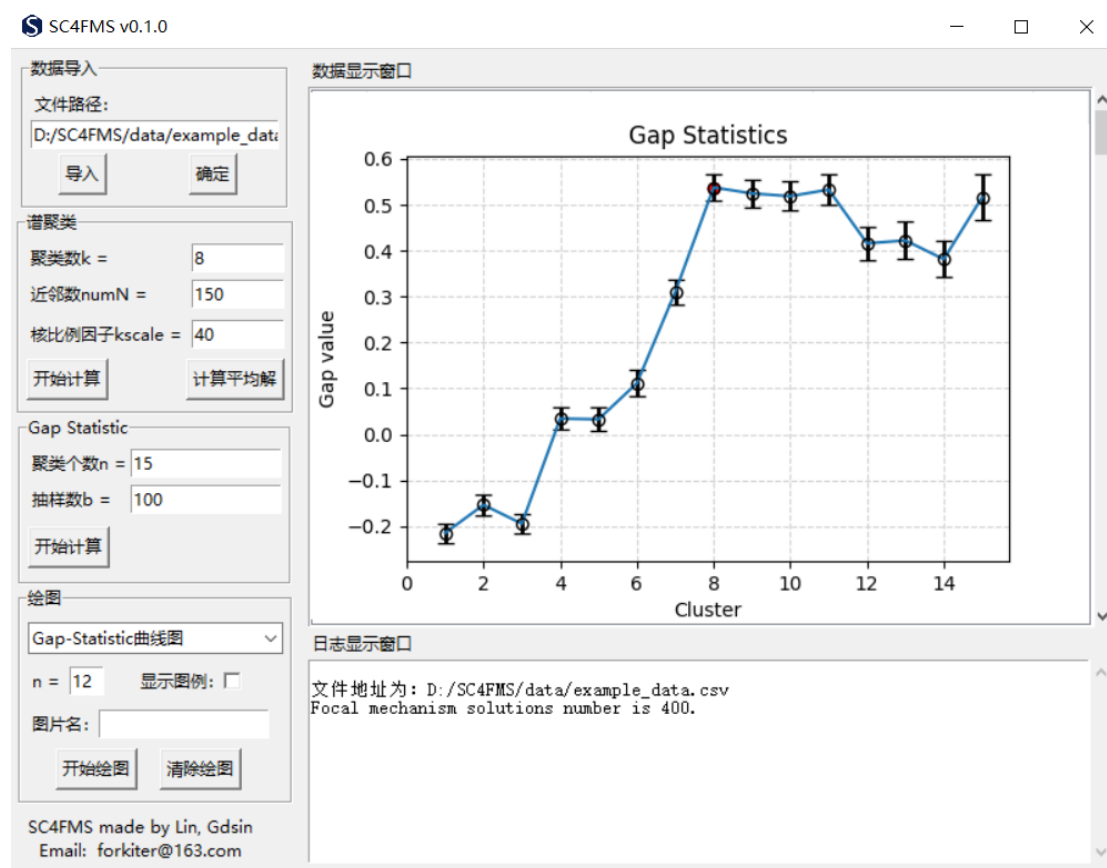 SC4FMS v0.1.0
数据导入
文件路径：
D:/SC4FMS/data/example_data
导入 确定
谱聚类
聚类数k = 8
近邻数numN = 150
核比例因子kscale = 40
开始计算 计算平均解
Gap Statistic
聚类个数n = 15
抽样数b = 100
开始计算
绘图
Gap-Statistic曲线图
n = 12 显示图例：
图片名：
开始绘图 清除绘图
SC4FMS made by Lin, Gdsin
Email: forkiter@163.com
数据显示窗口
Gap Statistics
0.6
0.5
0.4
0.3
0.2
0.1
0.0
−0.1
−0.2
Gap value
0 2 4 6 8 10 12 14
Cluster
日志显示窗口
文件地址为：D:/SC4FMS/data/example_data.csv
Focal mechanism solutions number is 400.